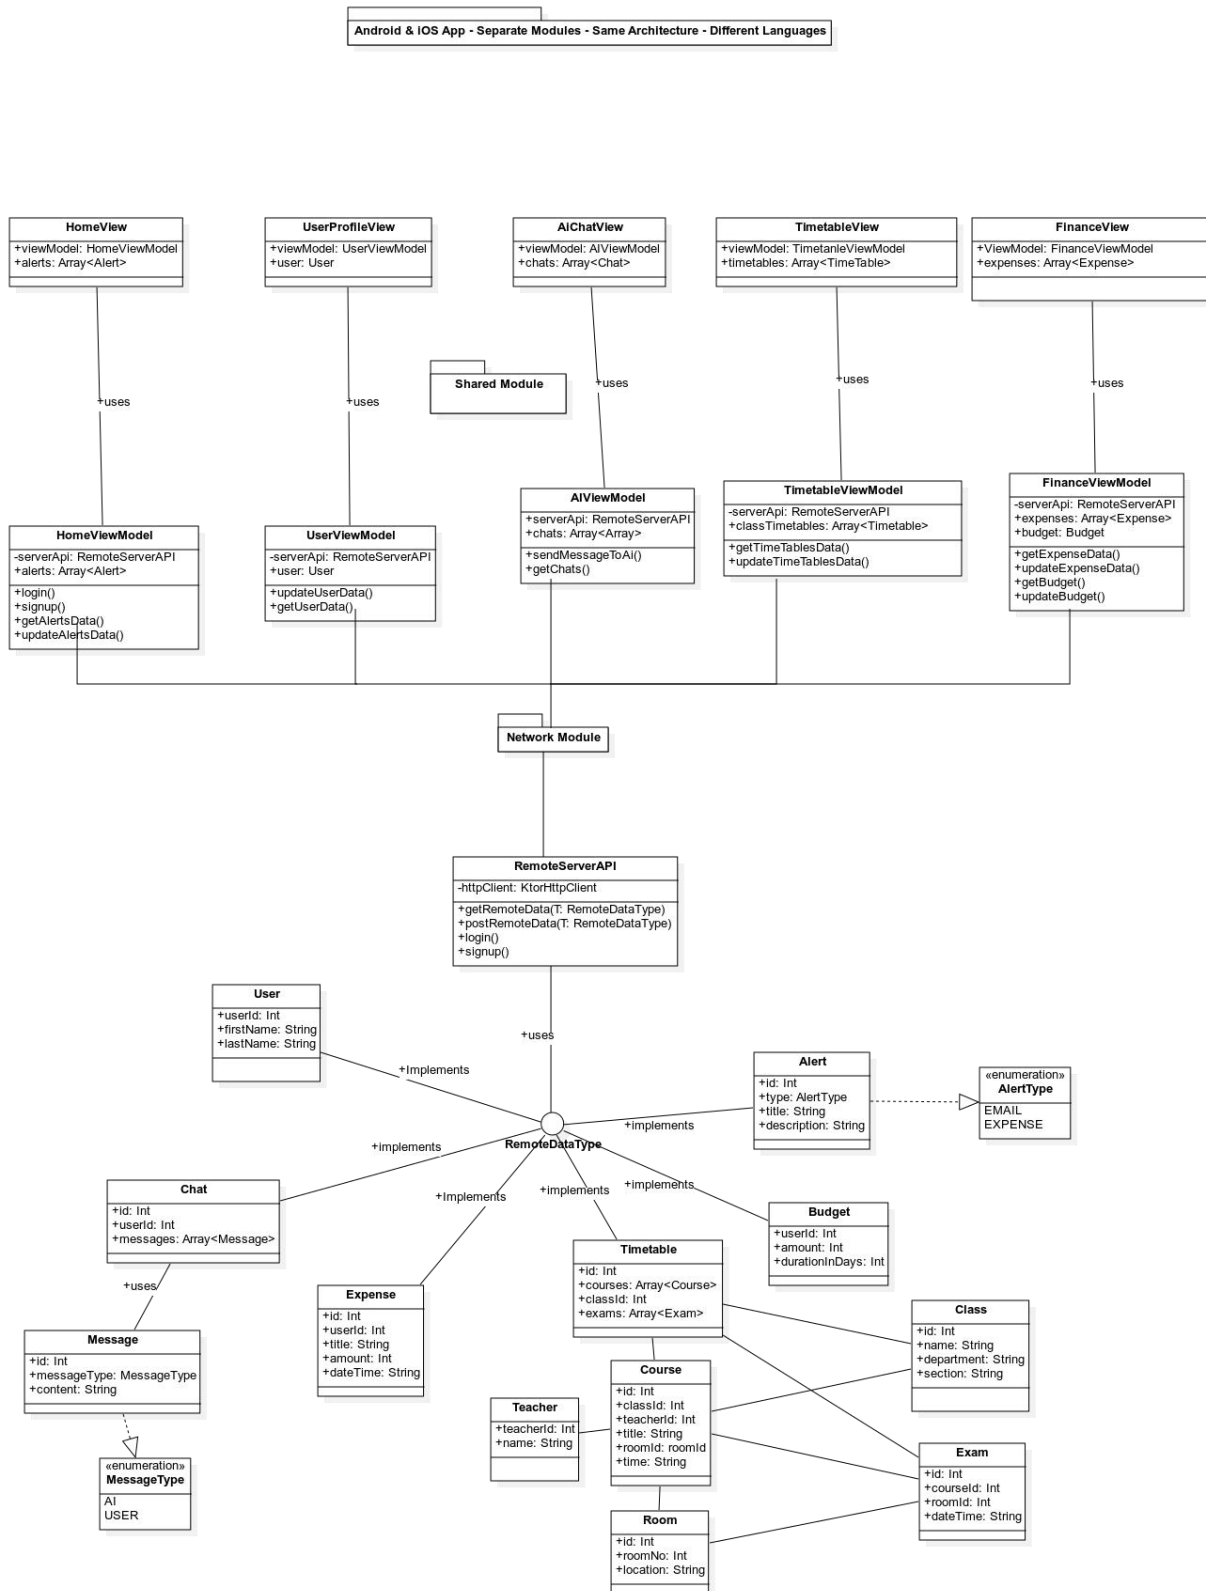 Android & iOS App - Separate Modules - Same Architecture - Different Languages
HomeView
+viewModel: HomeViewModel
+alerts: Array<Alert>
UserProfileView
+viewModel: UserViewModel
+user: User
AiChatView
+viewModel: AIViewModel
+chats: Array<Chat>
TimetableView
+viewModel: TimetanleViewModel
+timetables: Array<TimeTable>
FinanceView
+ViewModel: FinanceViewModel
+expenses: Array<Expense>
Shared Module
+uses
+uses
+uses
+uses
+uses
HomeViewModel
-serverApi: RemoteServerAPI
+alerts: Array<Alert>
+login()
+signup()
+getAlertsData()
+updateAlertsData()
UserViewModel
-serverApi: RemoteServerAPI
+user: User
+updateUserData()
+getUserData()
AIViewModel
+serverApi: RemoteServerAPI
+chats: Array<Array>
+sendMessageToAi()
+getChats()
TimetableViewModel
-serverApi: RemoteServerAPI
+classTimetables: Array<Timetable>
+getTimeTablesData()
+updateTimeTablesData()
FinanceViewModel
-serverApi: RemoteServerAPI
+expenses: Array<Expense>
+budget: Budget
+getExpenseData()
+updateExpenseData()
+getBudget()
+updateBudget()
Network Module
RemoteServerAPI
-httpClient: KtorHttpClient
+getRemoteData(T: RemoteDataType)
+postRemoteData(T: RemoteDataType)
+login()
+signup()
+uses
User
+userId: Int
+firstName: String
+lastName: String
+Implements
Alert
+id: Int
+type: AlertType
+title: String
+description: String
«enumeration»
AlertType
EMAIL
EXPENSE
+implements
RemoteDataType
+implements
Chat
+id: Int
+userId: Int
+messages: Array<Message>
+Implements
+implements
+implements
Budget
+userId: Int
+amount: Int
+durationInDays: Int
+uses
Expense
+id: Int
+userId: Int
+title: String
+amount: Int
+dateTime: String
Timetable
+id: Int
+courses: Array<Course>
+classId: Int
+exams: Array<Exam>
Class
+id: Int
+name: String
+department: String
+section: String
Message
+id: Int
+messageType: MessageType
+content: String
Teacher
+teacherId: Int
+name: String
Course
+id: Int
+classId: Int
+teacherId: Int
+title: String
+roomId: roomId
+time: String
Exam
+id: Int
+courseId: Int
+roomId: Int
+dateTime: String
«enumeration»
MessageType
AI
USER
Room
+id: Int
+roomNo: Int
+location: String